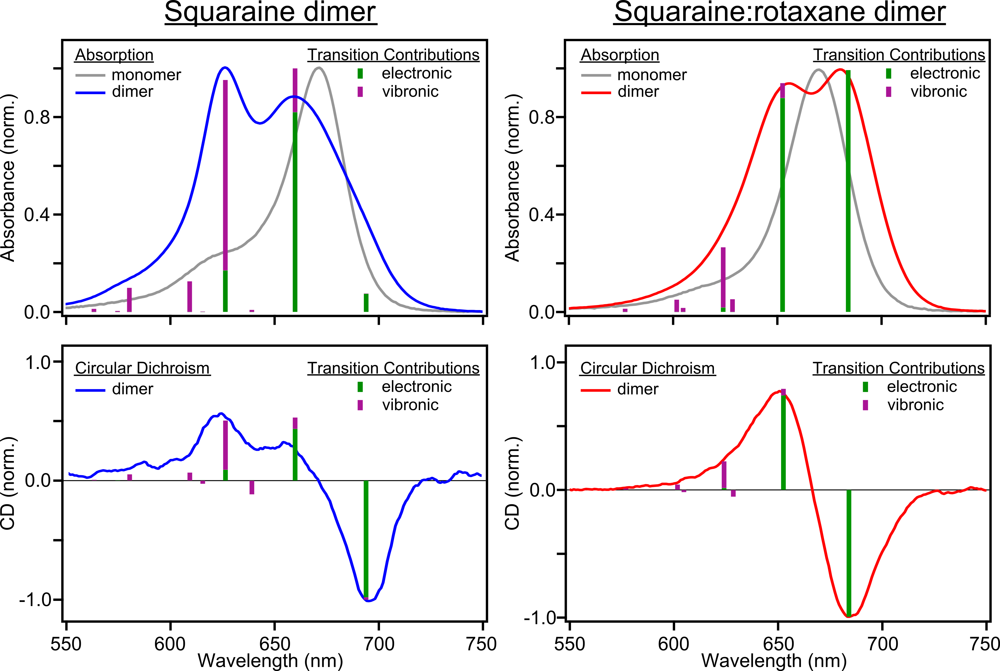 Squaraine dimer
Absorption
monomer
dimer
Transition Contributions
electronic
vibronic
Absorbance (norm.)
0.8
0.4
0.0
Circular Dichroism
dimer
Transition Contributions
electronic
vibronic
CD (norm.)
1.0
0.0
-1.0
550 600 650 700 750
Wavelength (nm)
Squaraine:rotaxane dimer
Absorption
monomer
dimer
Transition Contributions
electronic
vibronic
Absorbance (norm.)
0.8
0.4
0.0
Circular Dichroism
dimer
Transition Contributions
electronic
vibronic
CD (norm.)
1.0
0.0
-1.0
550 600 650 700 750
Wavelength (nm)